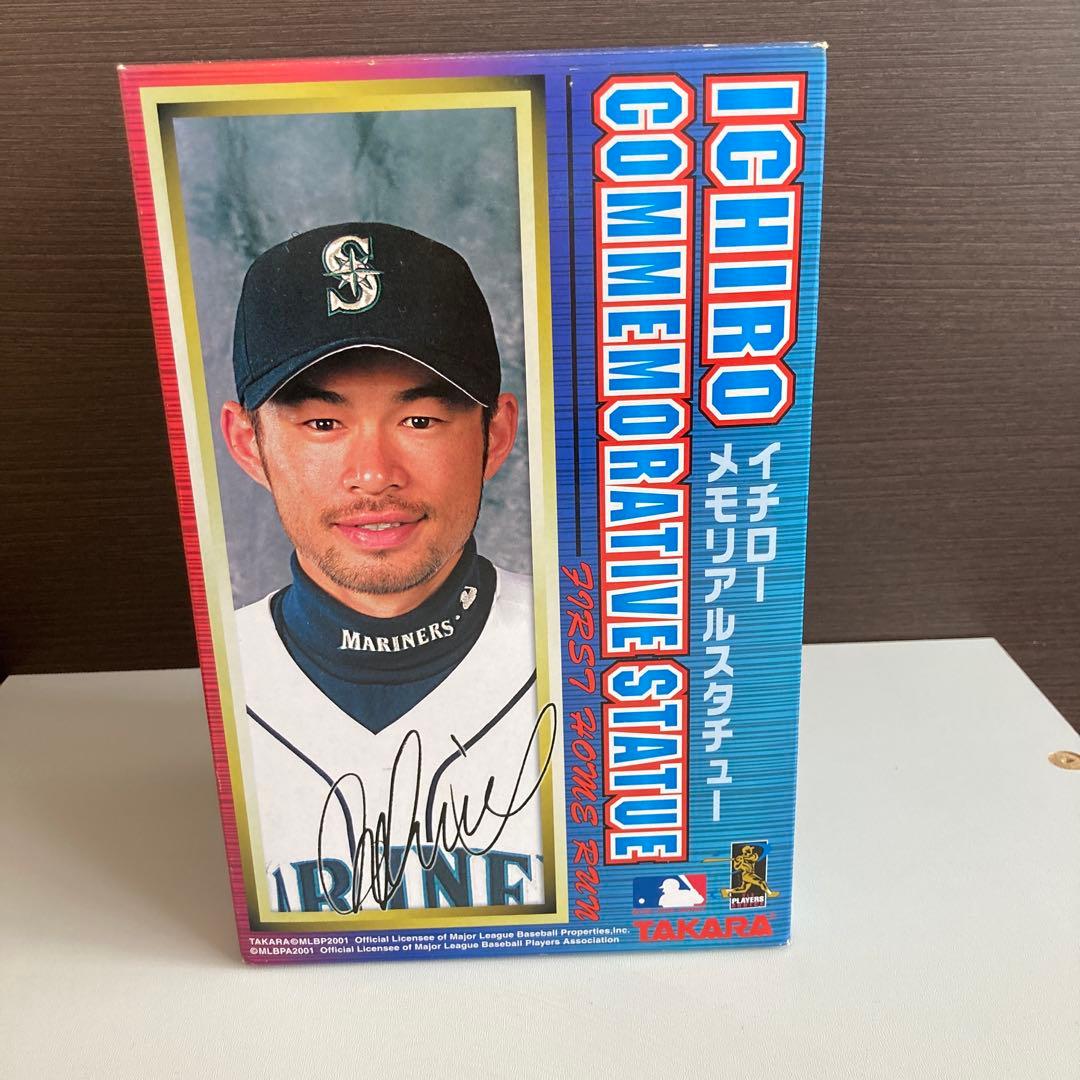 ICHIRO
COMMEMORATIVE STATUE
イチロー
メモリアルスタチュー
FIRST HOME RUN
S
MARINERS
ARINE
PLAYERS
TAKARA
TAKARA©MLBP2001 Official Licensee of Major League Baseball Properties,Inc.
©MLBPA2001 Official Licensee of Major League Baseball Players Association